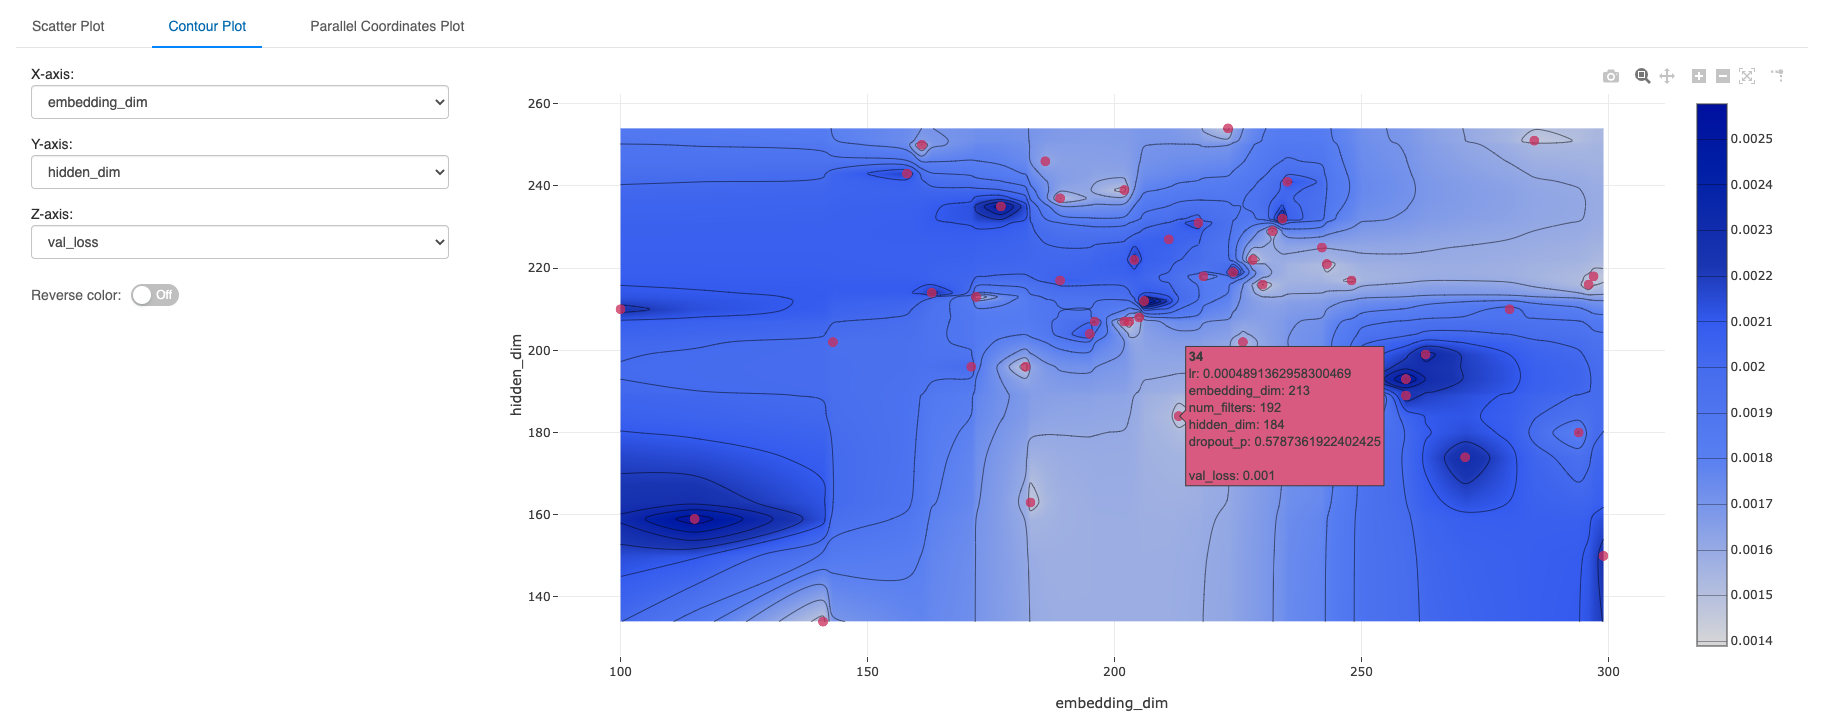 Scatter Plot
Contour Plot
Parallel Coordinates Plot
X-axis:
embedding_dim
Y-axis:
hidden_dim
Z-axis:
val_loss
Reverse color: Off
260
240
220
200
180
160
140
hidden_dim
34
lr: 0.0004891362958300469
embedding_dim: 213
num_filters: 192
hidden_dim: 184
dropout_p: 0.5787361922402425
val_loss: 0.001
100
150
200
250
300
embedding_dim
0.0025
0.0024
0.0023
0.0022
0.0021
0.002
0.0019
0.0018
0.0017
0.0016
0.0015
0.0014